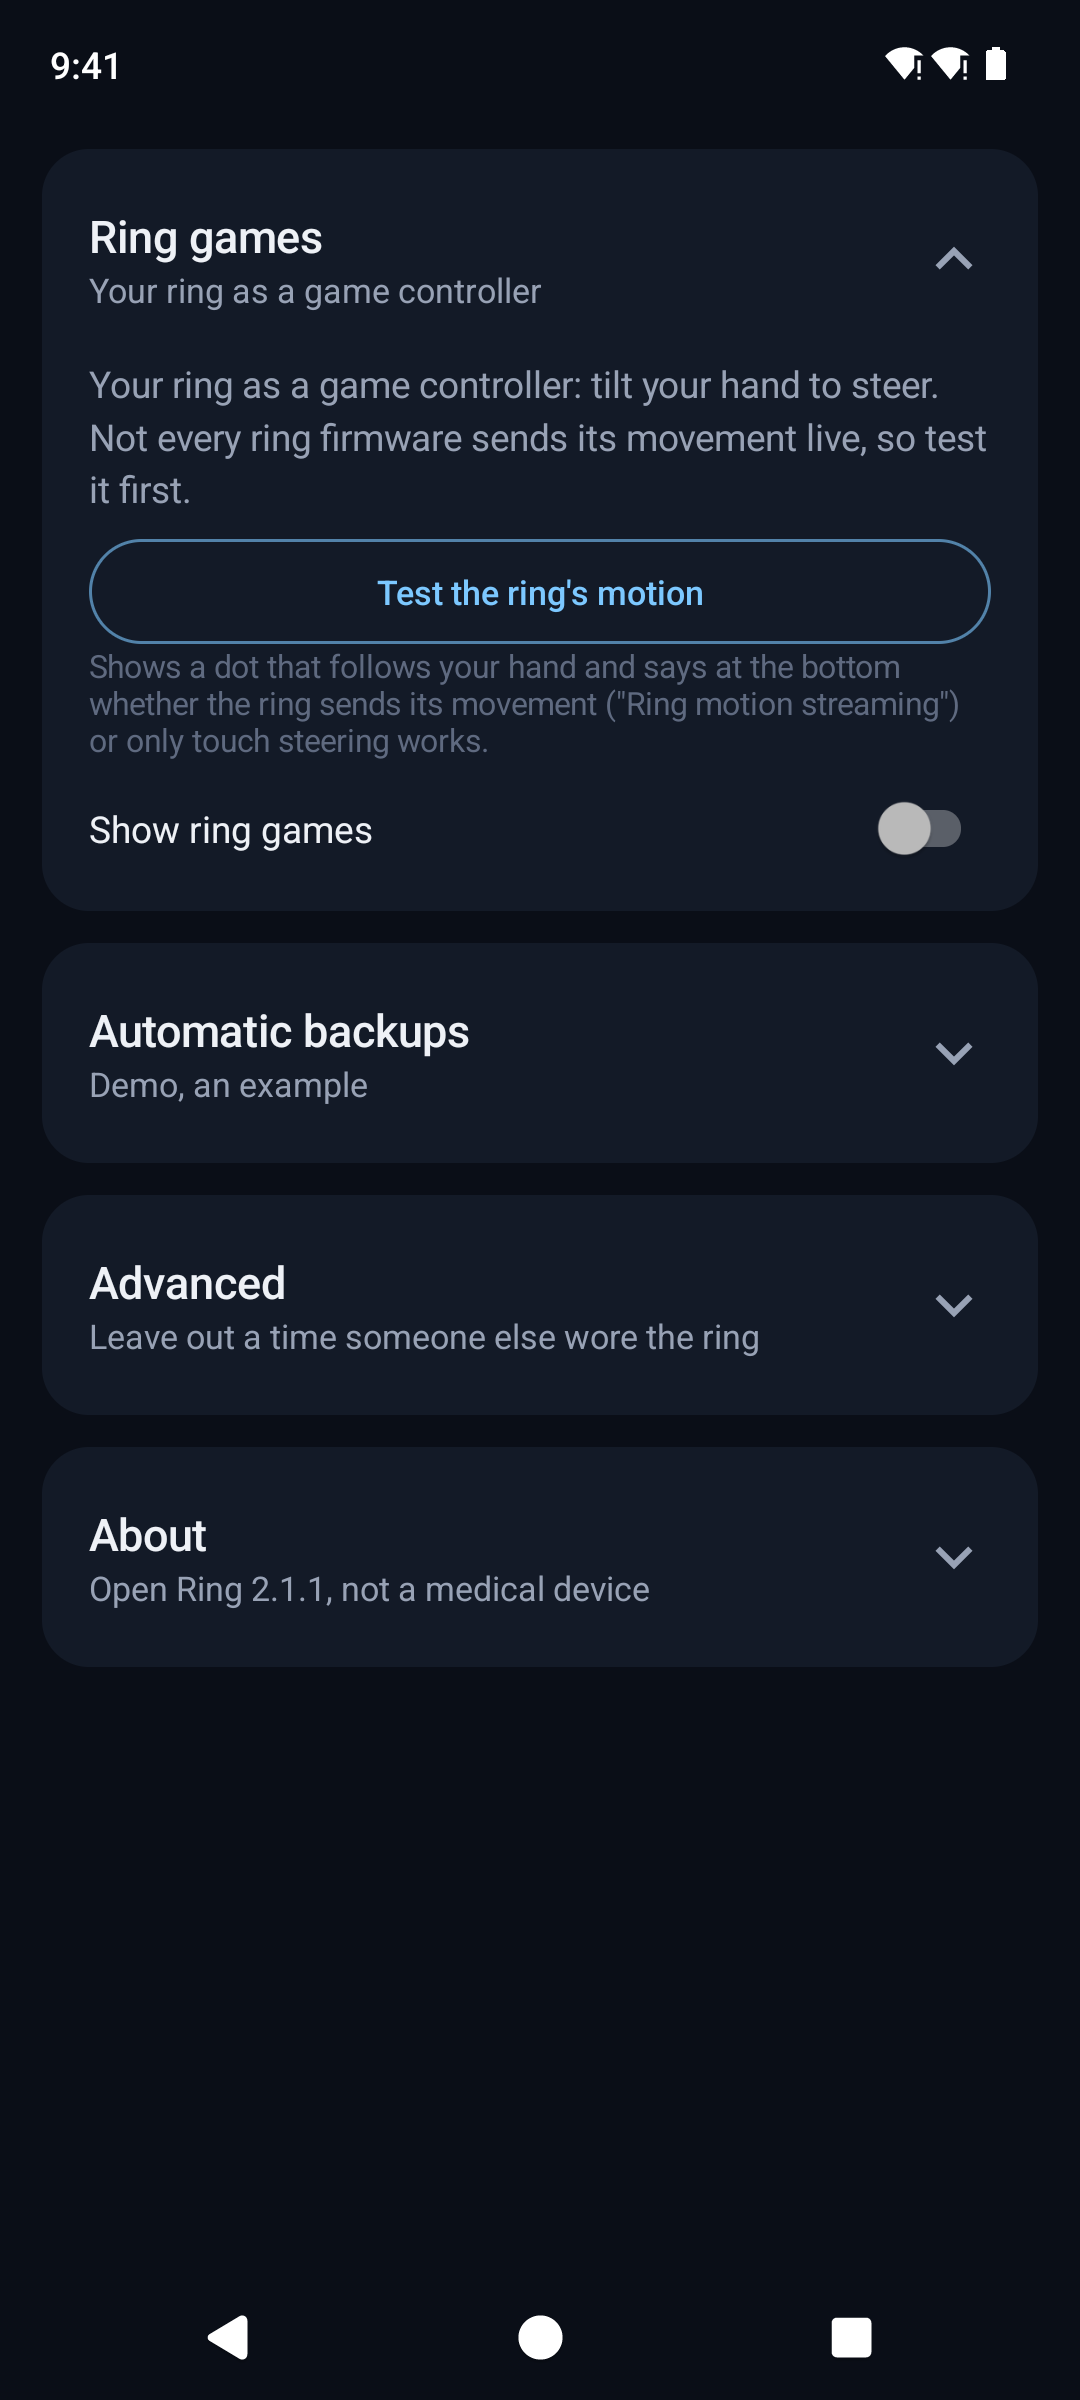 9:41
Ring games
Your ring as a game controller
Your ring as a game controller: tilt your hand to steer.
Not every ring firmware sends its movement live, so test
it first.
Test the ring's motion
Shows a dot that follows your hand and says at the bottom
whether the ring sends its movement ("Ring motion streaming")
or only touch steering works.
Show ring games
Automatic backups
Demo, an example
Advanced
Leave out a time someone else wore the ring
About
Open Ring 2.1.1, not a medical device